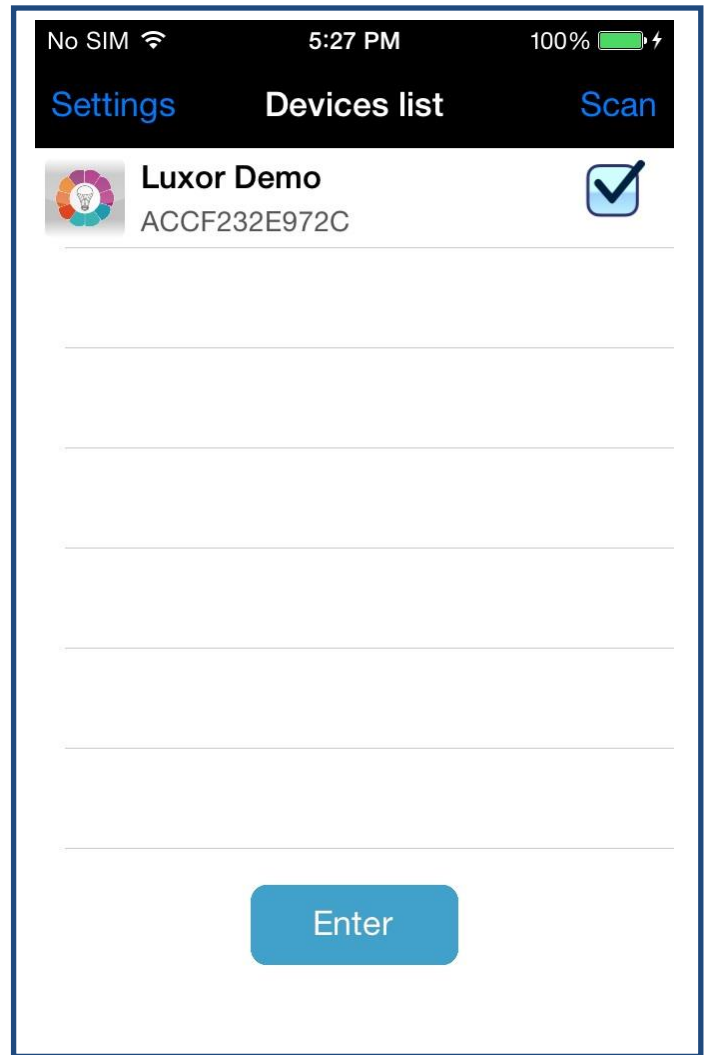 No SIM 5:27 PM 100%
Settings Devices list Scan
Luxor Demo
ACCF232E972C
Enter